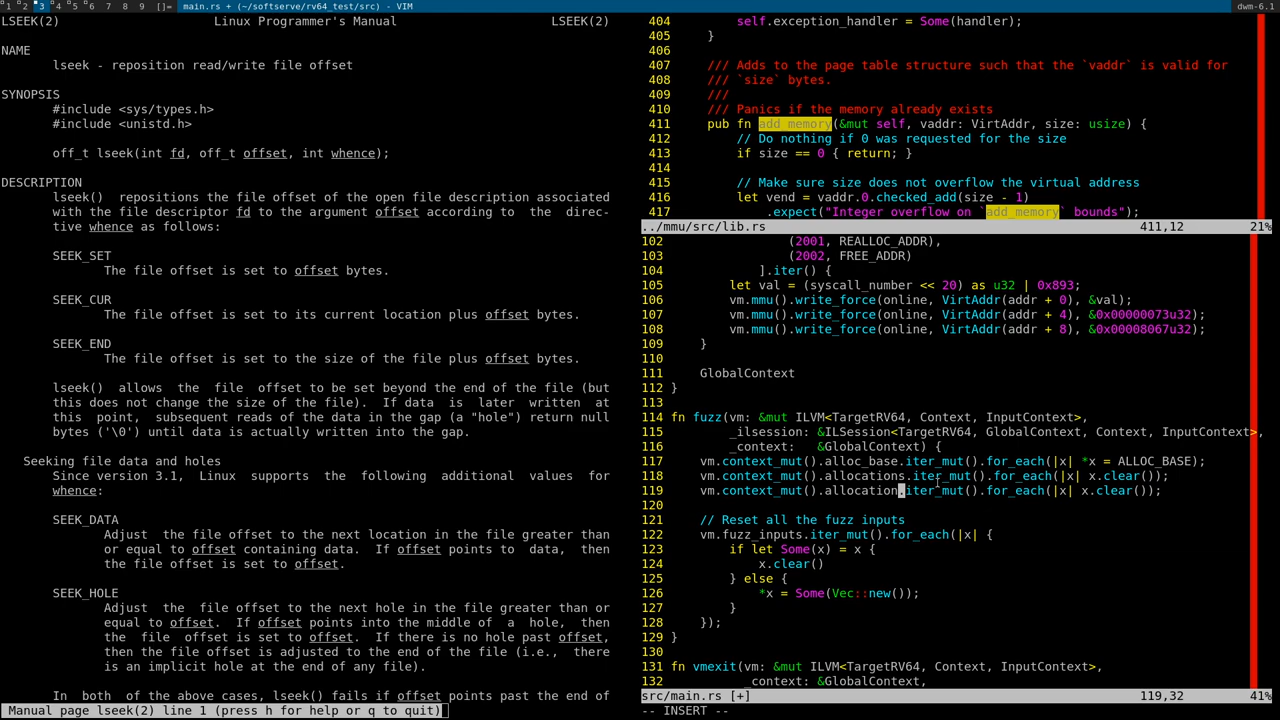 1 2 3 4 5 6 7 8 9 []= main.rs + (~/softserve/rv64_test/src) - VIM dwm-6.1
LSEEK(2) Linux Programmer's Manual LSEEK(2)
NAME
lseek - reposition read/write file offset
SYNOPSIS
#include <sys/types.h>
#include <unistd.h>
off_t lseek(int fd, off_t offset, int whence);
DESCRIPTION
lseek() repositions the file offset of the open file description associated
with the file descriptor fd to the argument offset according to the direc-
tive whence as follows:
SEEK_SET
The file offset is set to offset bytes.
SEEK_CUR
The file offset is set to its current location plus offset bytes.
SEEK_END
The file offset is set to the size of the file plus offset bytes.
lseek() allows the file offset to be set beyond the end of the file (but
this does not change the size of the file). If data is later written at
this point, subsequent reads of the data in the gap (a "hole") return null
bytes ('\0') until data is actually written into the gap.
Seeking file data and holes
Since version 3.1, Linux supports the following additional values for
whence:
SEEK_DATA
Adjust the file offset to the next location in the file greater than
or equal to offset containing data. If offset points to data, then
the file offset is set to offset.
SEEK_HOLE
Adjust the file offset to the next hole in the file greater than or
equal to offset. If offset points into the middle of a hole, then
the file offset is set to offset. If there is no hole past offset,
then the file offset is adjusted to the end of the file (i.e., there
is an implicit hole at the end of any file).
In both of the above cases, lseek() fails if offset points past the end of
Manual page lseek(2) line 1 (press h for help or q to quit)
404 self.exception_handler = Some(handler);
405 }
406
407 /// Adds to the page table structure such that the `vaddr` is valid for
408 /// `size` bytes.
409 ///
410 /// Panics if the memory already exists
411 pub fn add_memory(&mut self, vaddr: VirtAddr, size: usize) {
412 // Do nothing if 0 was requested for the size
413 if size == 0 { return; }
414
415 // Make sure size does not overflow the virtual address
416 let vend = vaddr.0.checked_add(size - 1)
417 .expect("Integer overflow on `add_memory` bounds");
../mmu/src/lib.rs 411,12 21%
102 (2001, REALLOC_ADDR),
103 (2002, FREE_ADDR)
104 ].iter() {
105 let val = (syscall_number << 20) as u32 | 0x893;
106 vm.mmu().write_force(online, VirtAddr(addr + 0), &val);
107 vm.mmu().write_force(online, VirtAddr(addr + 4), &0x00000073u32);
108 vm.mmu().write_force(online, VirtAddr(addr + 8), &0x00008067u32);
109 }
110
111 GlobalContext
112 }
113
114 fn fuzz(vm: &mut ILVM<TargetRV64, Context, InputContext>,
115 _ilsession: &ILSession<TargetRV64, GlobalContext, Context, InputContext>,
116 _context: &GlobalContext) {
117 vm.context_mut().alloc_base.iter_mut().for_each(|x| *x = ALLOC_BASE);
118 vm.context_mut().allocations.iter_mut().for_each(|x| x.clear());
119 vm.context_mut().allocation.iter_mut().for_each(|x| x.clear());
120
121 // Reset all the fuzz inputs
122 vm.fuzz_inputs.iter_mut().for_each(|x| {
123 if let Some(x) = x {
124 x.clear()
125 } else {
126 *x = Some(Vec::new());
127 }
128 });
129 }
130
131 fn vmexit(vm: &mut ILVM<TargetRV64, Context, InputContext>,
132 _context: &GlobalContext,
src/main.rs [+] 119,32 41%
-- INSERT --